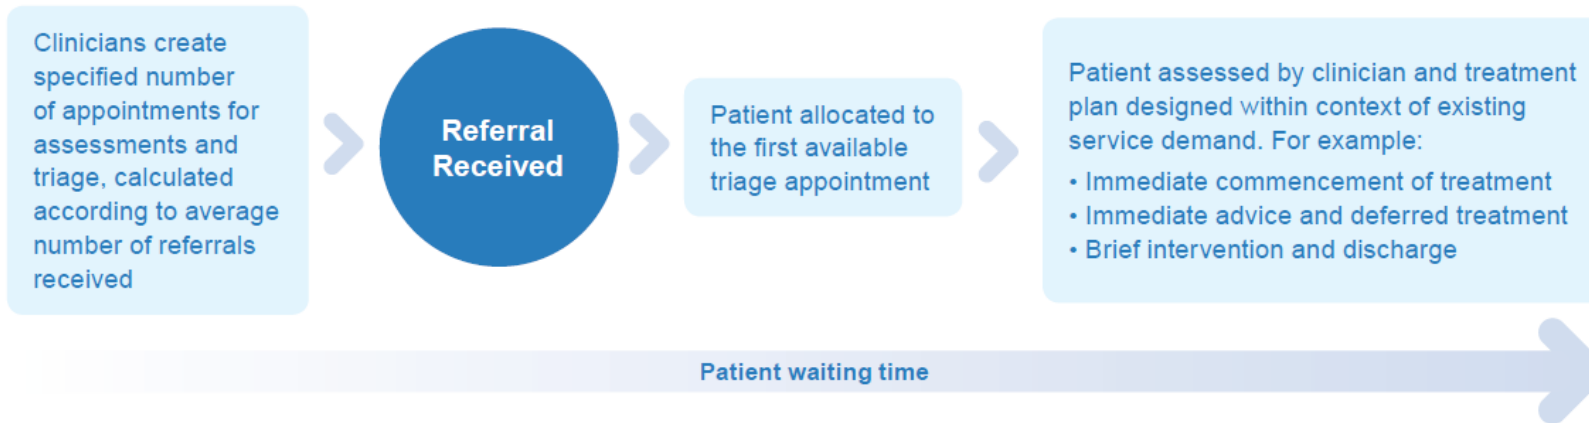 Clinicians create
specified number
of appointments for
assessments and
triage, calculated
according to average
number of referrals
received
Referral
Received
Patient allocated to
the first available
triage appointment
Patient assessed by clinician and treatment
plan designed within context of existing
service demand. For example:
• Immediate commencement of treatment
• Immediate advice and deferred treatment
• Brief intervention and discharge
Patient waiting time